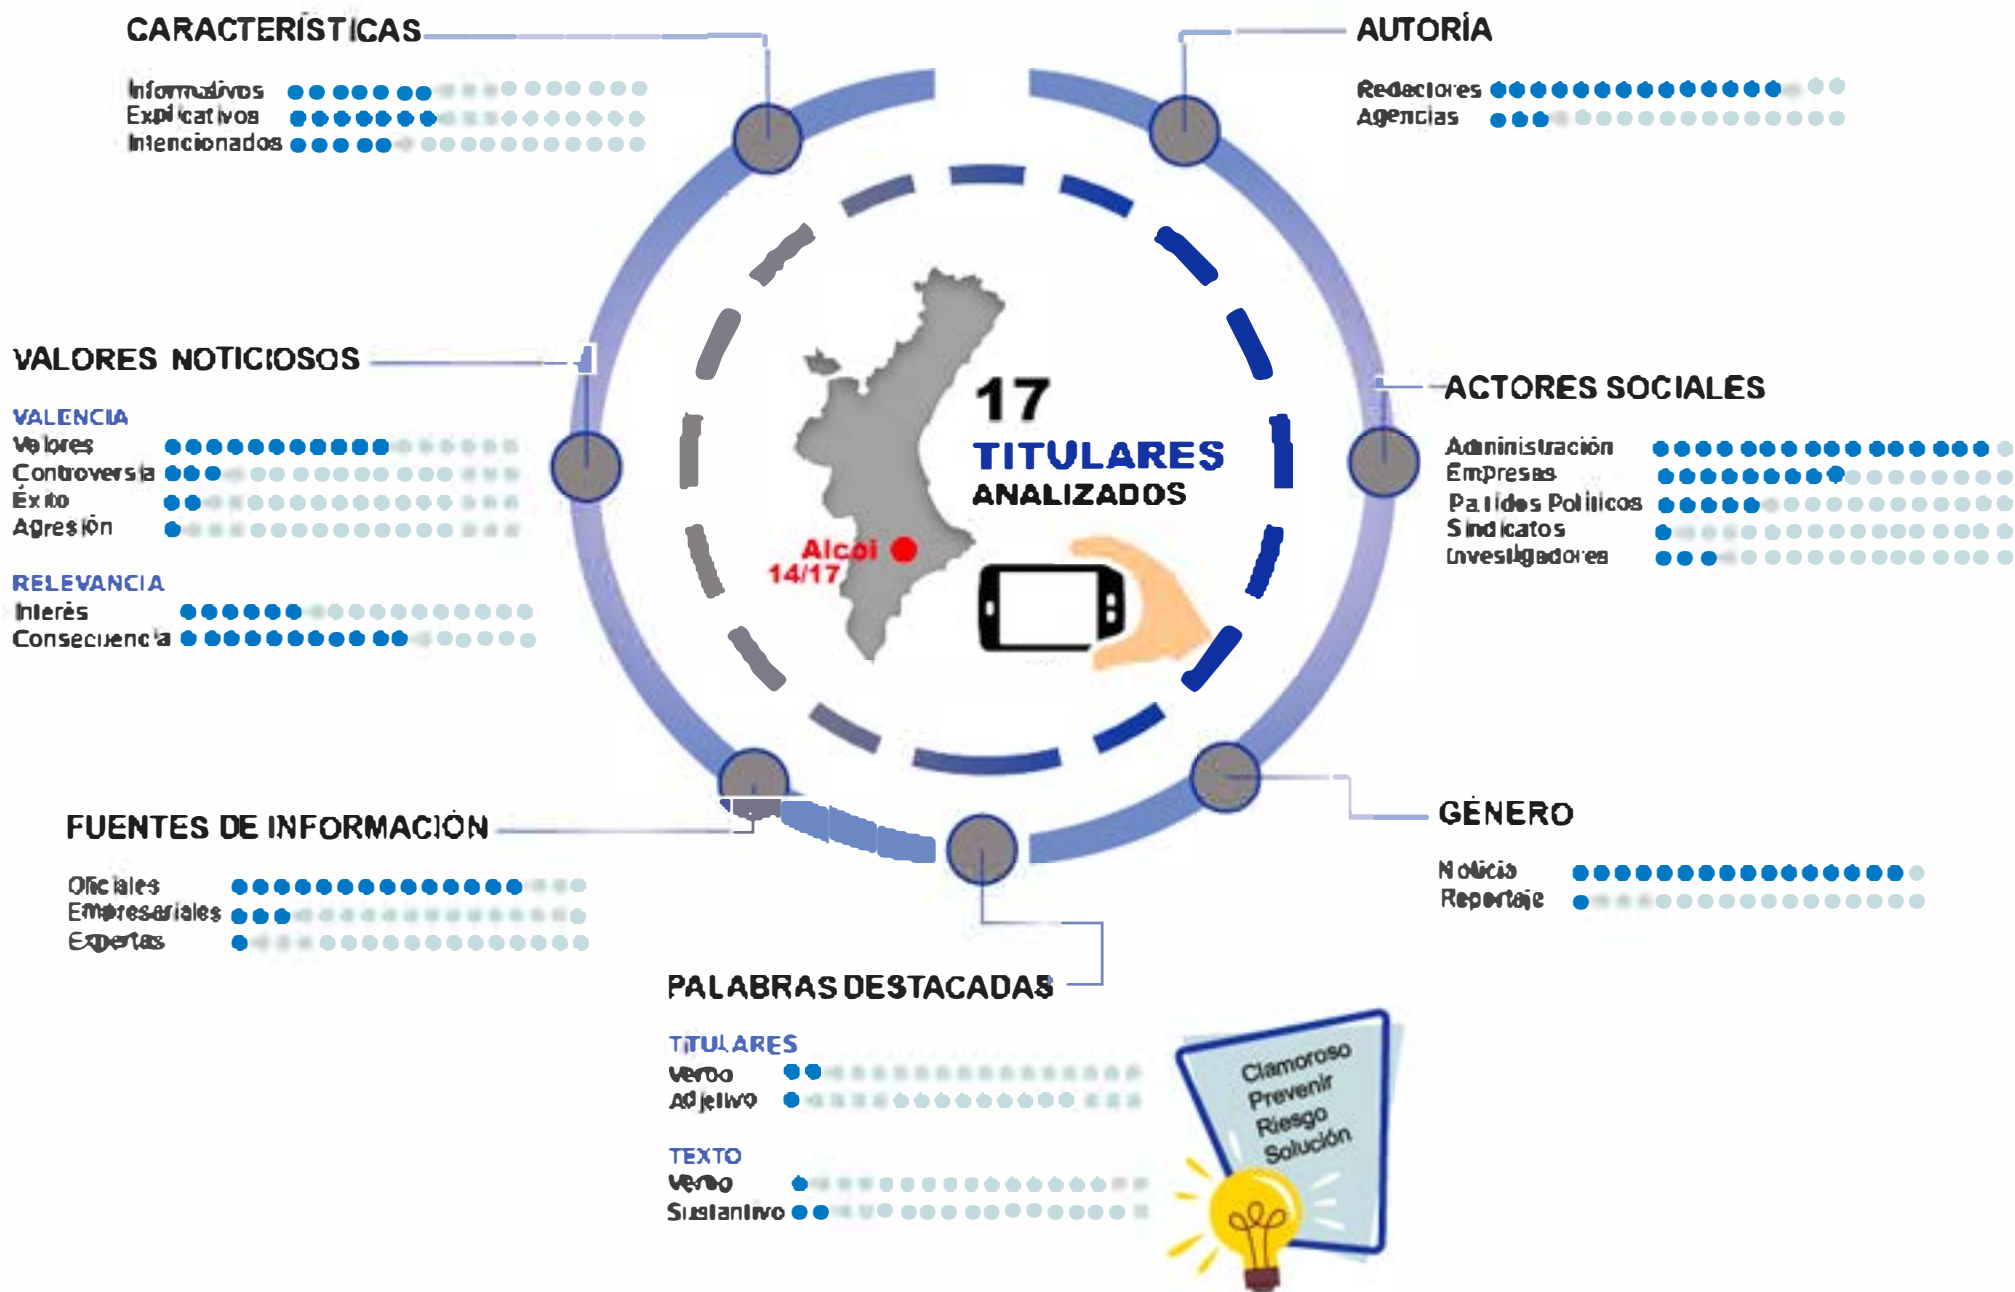 CARACTERÍSTICAS
Informativos
Explicativos
Intencionados
AUTORÍA
Redactores
Agencias
VALORES NOTICIOSOS
VALENCIA
Valores
Controversia
Éxito
Agresión
RELEVANCIA
Interés
Consecuencia
17
TITULARES
ANALIZADOS
Alcoi
14/17
ACTORES SOCIALES
Administración
Empresas
Partidos Políticos
Sindicatos
Investigadores
FUENTES DE INFORMACIÓN
Oficiales
Empresariales
Expertas
GÉNERO
Noticia
Reportaje
PALABRAS DESTACADAS
TITULARES
Verbo
Adjetivo
TEXTO
Verbo
Sustantivo
Clamoroso
Prevenir
Riesgo
Solución